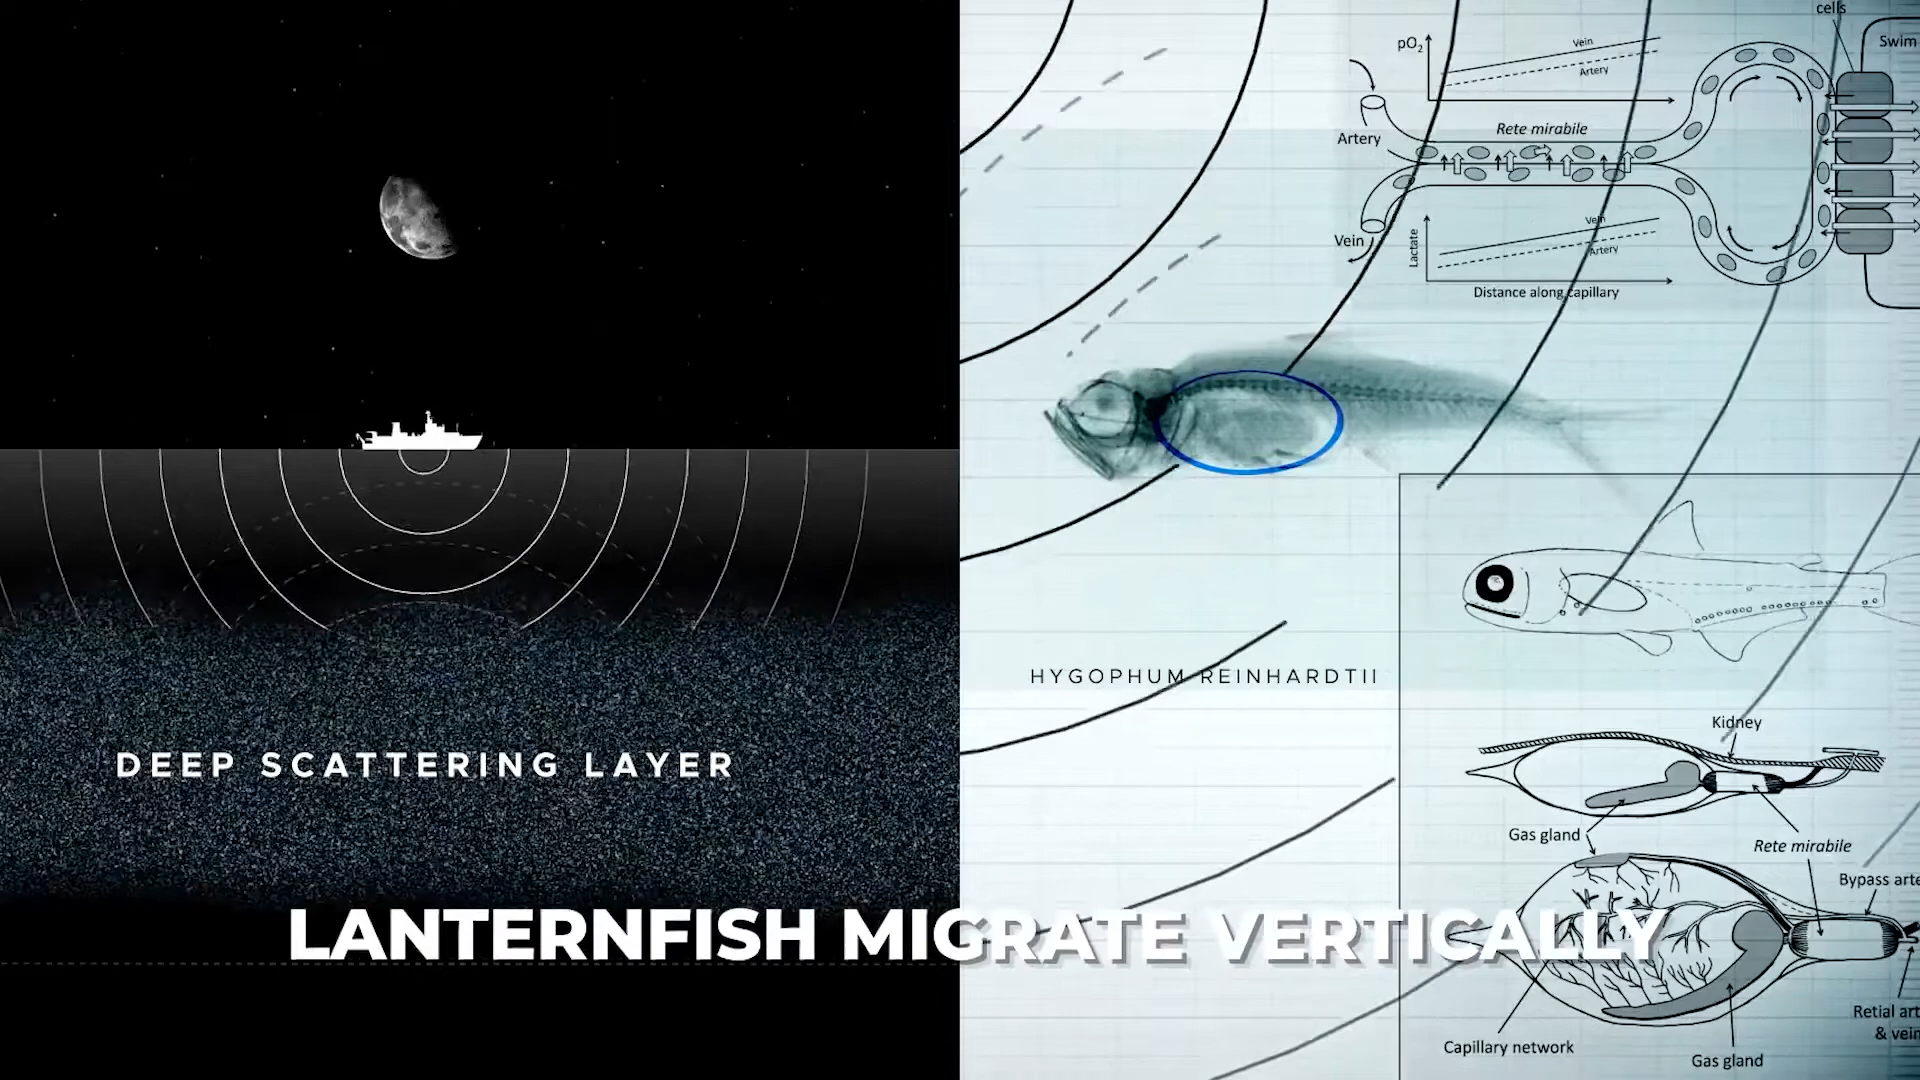 DEEP SCATTERING LAYER
LANTERNFISH MIGRATE VERTICALLY
cells
Swim
pO2
Vein
Artery
Artery
Rete mirabile
Vein
Lactate
Vein
Artery
Distance along capillary
HYGOPHUM REINHARDTII
Kidney
Gas gland
Rete mirabile
Bypass arte
Retial art
& vein
Capillary network
Gas gland